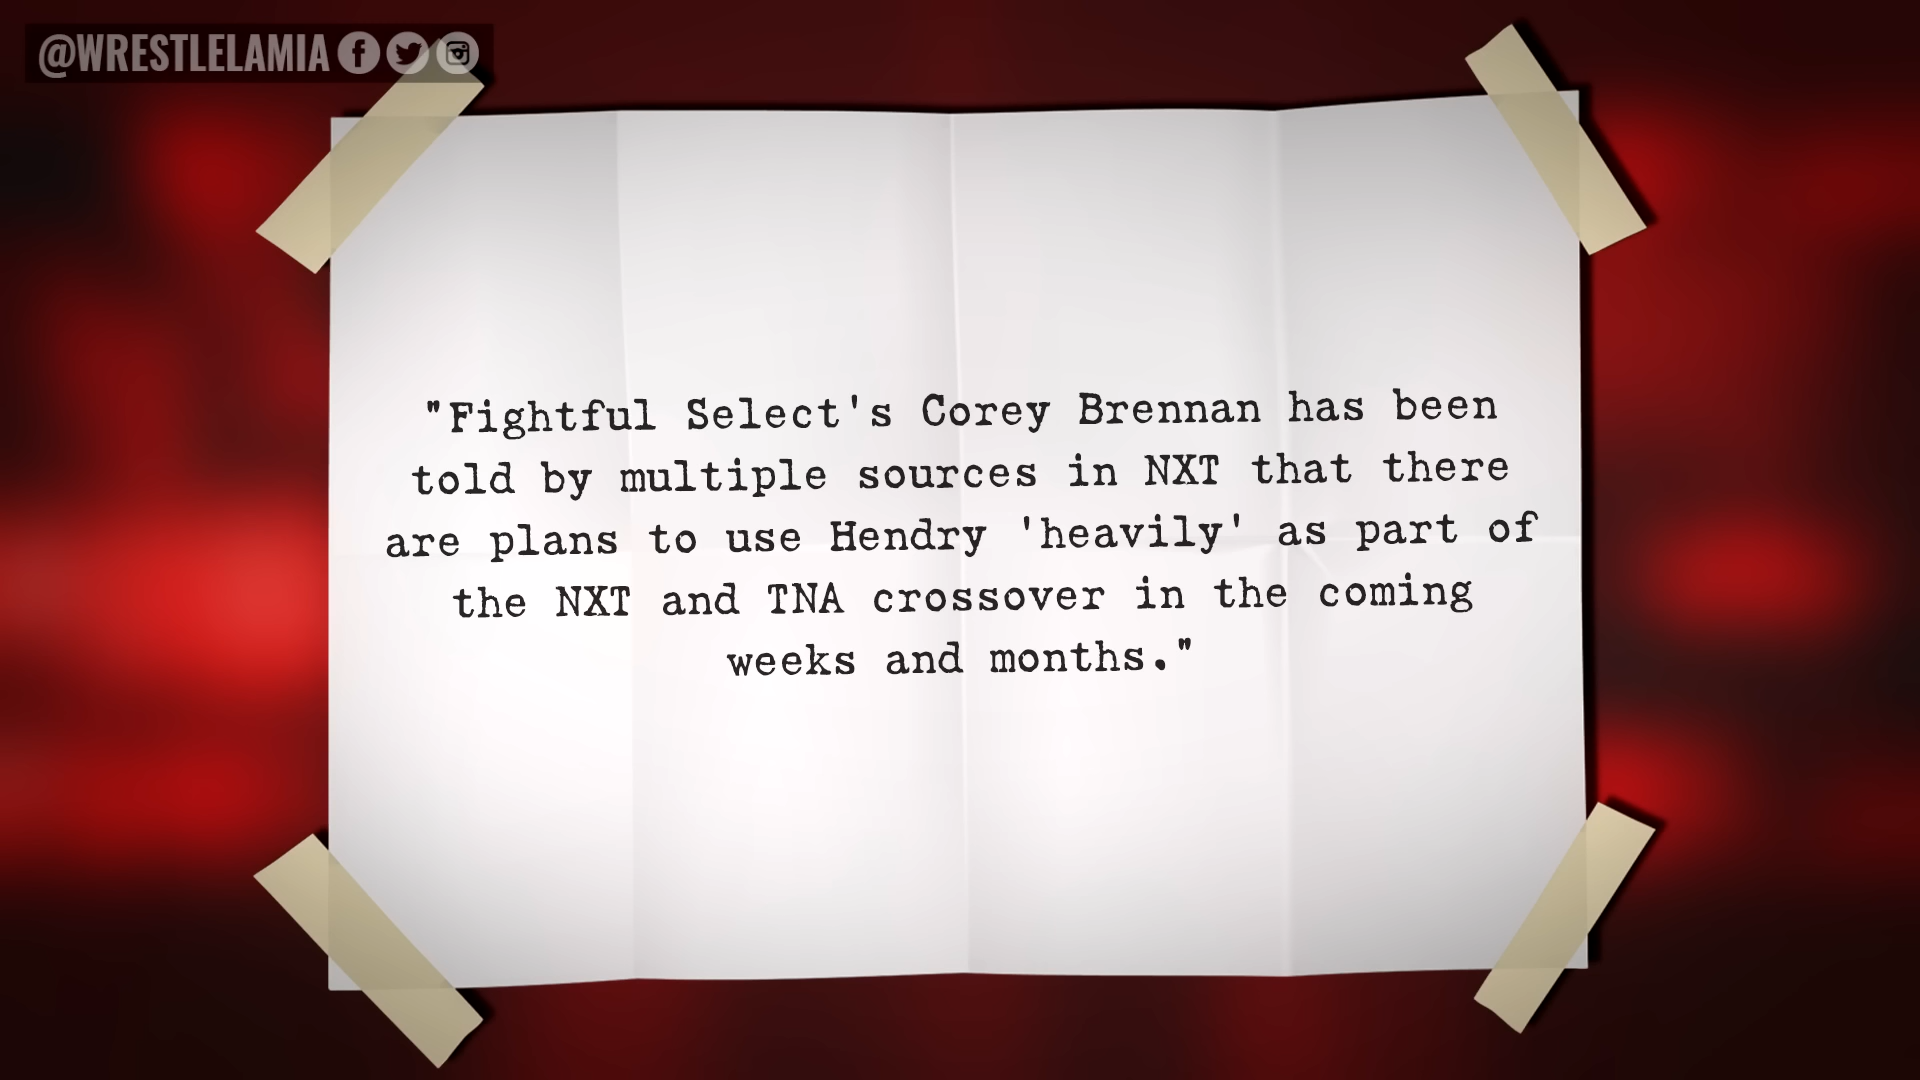 @WRESTLELAMIA
"Fightful Select's Corey Brennan has been
told by multiple sources in NXT that there
are plans to use Hendry 'heavily' as part of
the NXT and TNA crossover in the coming
weeks and months."